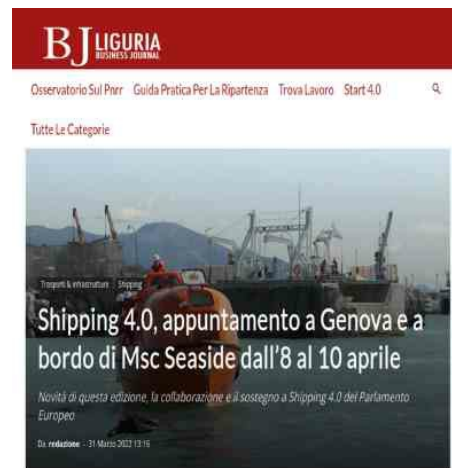 BJ LIGURIA
BUSINESS JOURNAL
Osservatorio Sul Pnrr Guida Pratica Per La Ripartenza Trova Lavoro Start 4.0
Tutte Le Categorie
Trasporti & infrastrutture Shipping
Shipping 4.0, appuntamento a Genova e a
bordo di Msc Seaside dall'8 al 10 aprile
Novità di questa edizione, la collaborazione e il sostegno a Shipping 4.0 del Parlamento
Europeo
Da redazione - 31 Marzo 2022 13:16